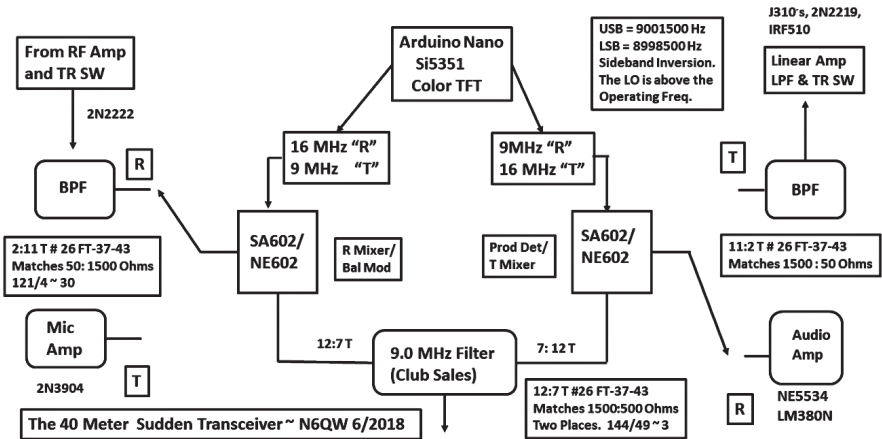 J310's, 2N2219,
IRF510
From RF Amp
and TR SW
Arduino Nano
Si5351
Color TFT
USB = 9001500 Hz
LSB = 8998500 Hz
Sideband Inversion.
The LO is above the
Operating Freq.
Linear Amp
LPF & TR SW
2N2222
R
16 MHz "R"
9 MHz "T"
9MHz "R"
16 MHz "T"
T
BPF
BPF
SA602/
NE602
R Mixer/
Bal Mod
Prod Det/
T Mixer
SA602/
NE602
2:11 T # 26 FT-37-43
Matches 50: 1500 Ohms
121/4 ~ 30
11:2 T # 26 FT-37-43
Matches 1500 : 50 Ohms
Mic
Amp
12:7 T
9.0 MHz Filter
(Club Sales)
7: 12 T
Audio
Amp
2N3904
T
12:7 T #26 FT-37-43
Matches 1500:500 Ohms
Two Places. 144/49 ~ 3
R
NE5534
LM380N
The 40 Meter Sudden Transceiver ~ N6QW 6/2018